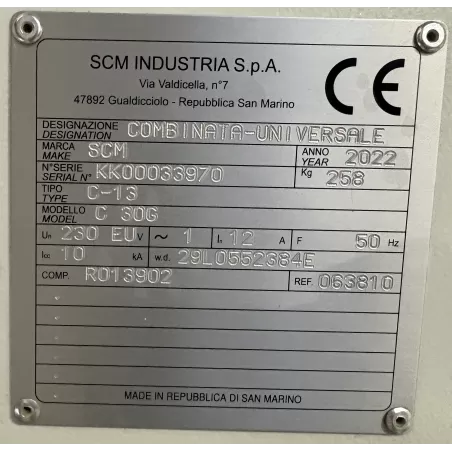 SCM INDUSTRIA S.p.A.
Via Valdicella, n°7
47892 Gualdicciolo - Repubblica San Marino
CE
DESIGNAZIONE
DESIGNATION COMBINATA-UNIVERSALE
MARCA
MAKE SCM ANNO
YEAR 2022
N°SERIE
SERIAL N° KK00033970 Kg 258
TIPO
TYPE C-13
MODELLO
MODEL C 30G
Un 230 EU V ~ 1 In 12 A F 50 Hz
Icc 10 kA w.d. 29L0552384E
COMP. R013902 REF. 063810
MADE IN REPUBBLICA DI SAN MARINO